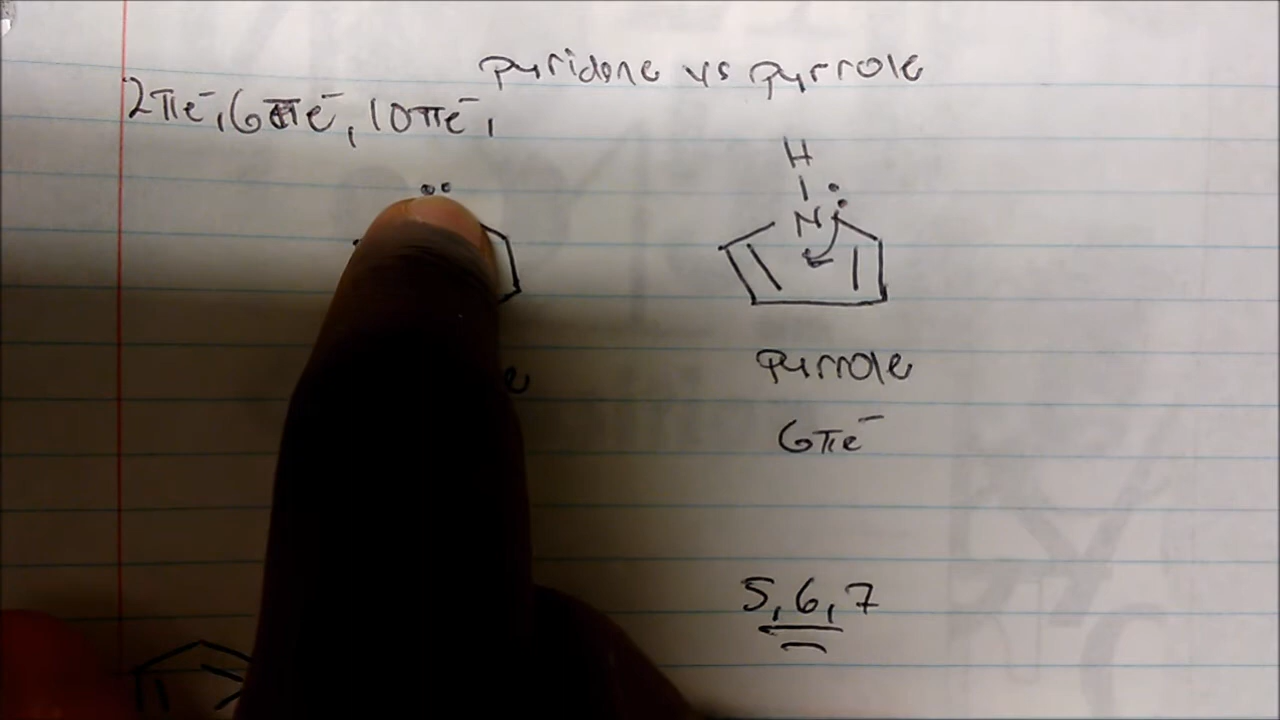 pyridine vs pyrrole
2πe⁻, 6πe⁻, 10πe⁻,
H
N
pyrrole
6πe⁻
5, 6, 7